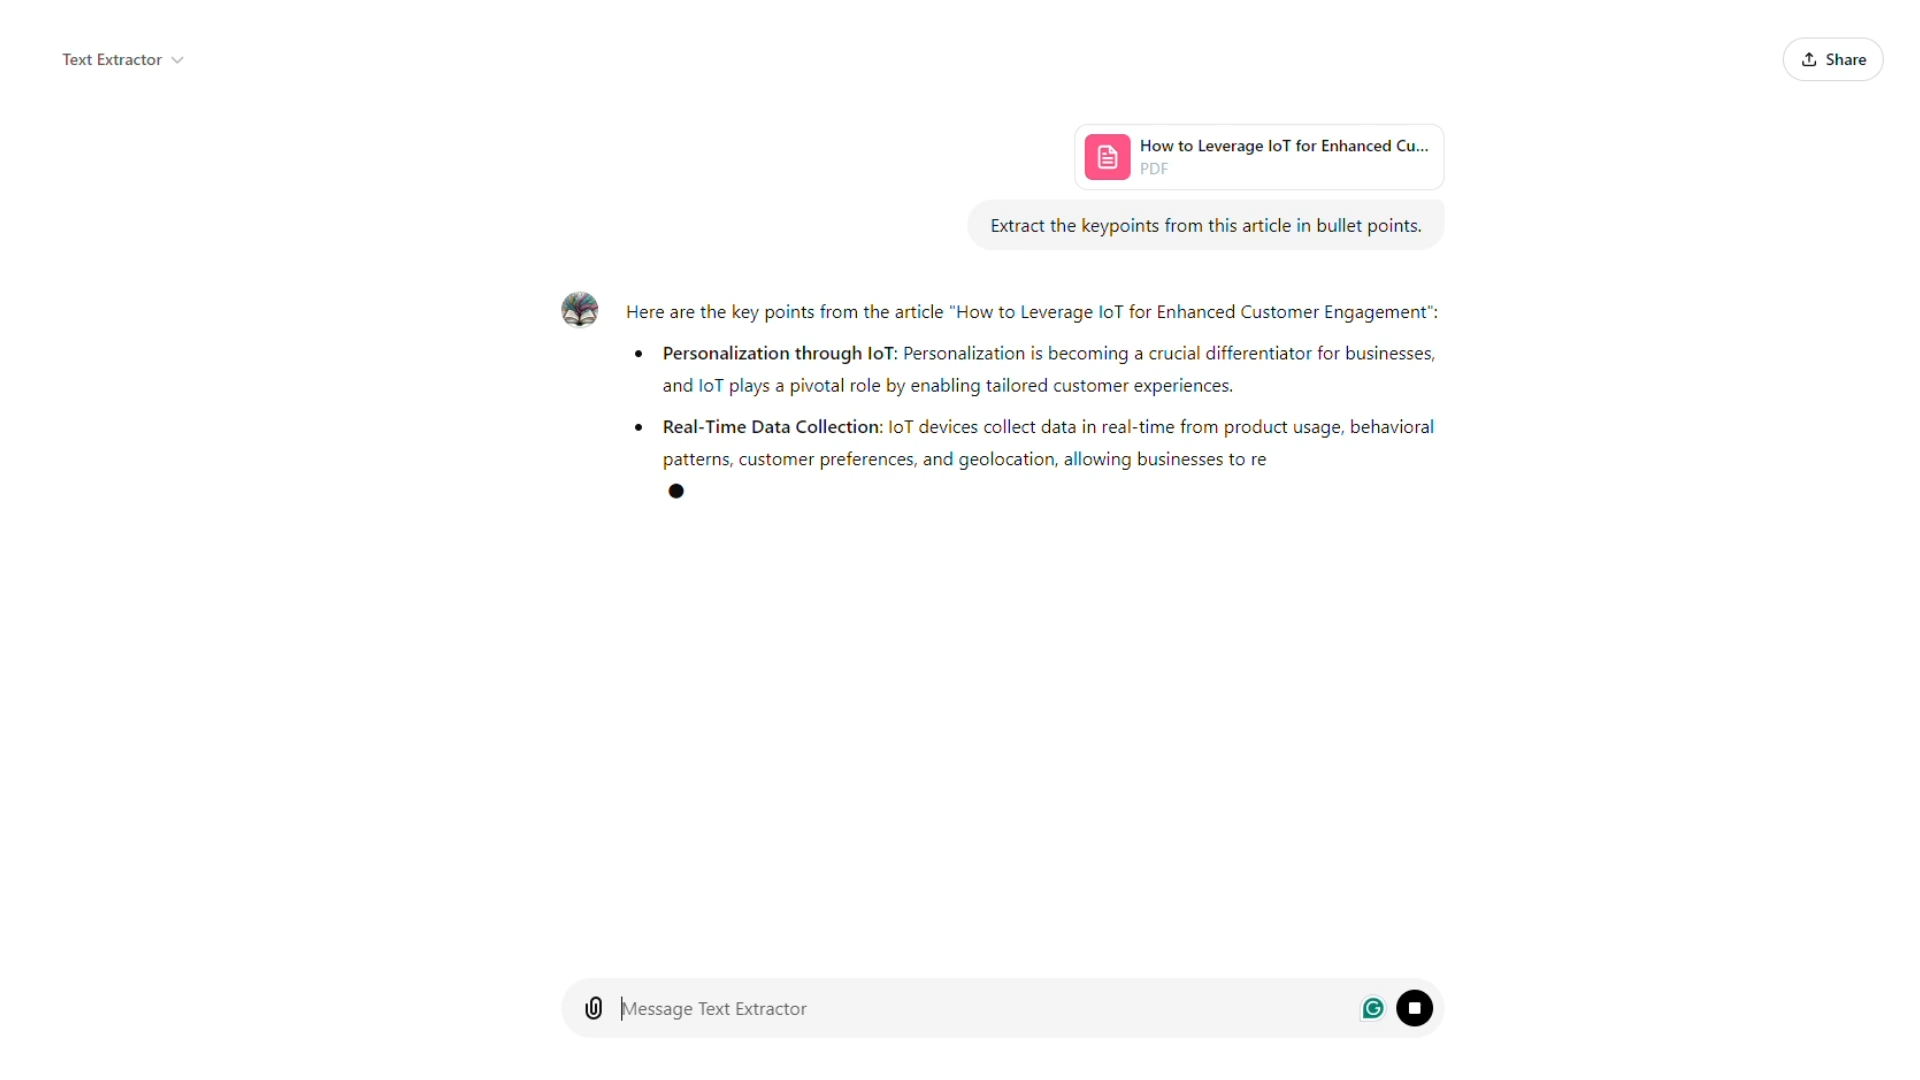 Text Extractor
Share
How to Leverage IoT for Enhanced Cu...
PDF
Extract the keypoints from this article in bullet points.
Here are the key points from the article "How to Leverage IoT for Enhanced Customer Engagement":
• Personalization through IoT: Personalization is becoming a crucial differentiator for businesses,
and IoT plays a pivotal role by enabling tailored customer experiences.
• Real-Time Data Collection: IoT devices collect data in real-time from product usage, behavioral
patterns, customer preferences, and geolocation, allowing businesses to re
Message Text Extractor